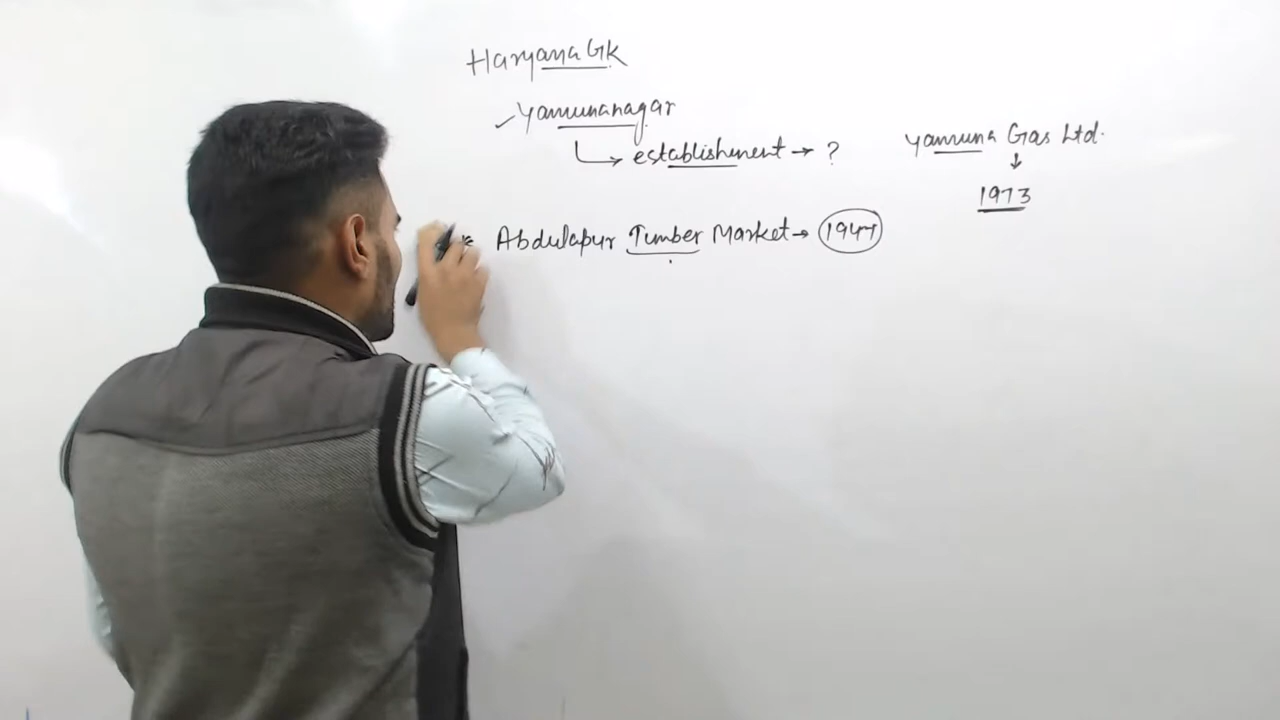 Haryana GK
✓ Yamunanagar
↳ establishment → ?
Yamuna Gas Ltd.
↓
1973
* Abdulapur Timber Market → 1947